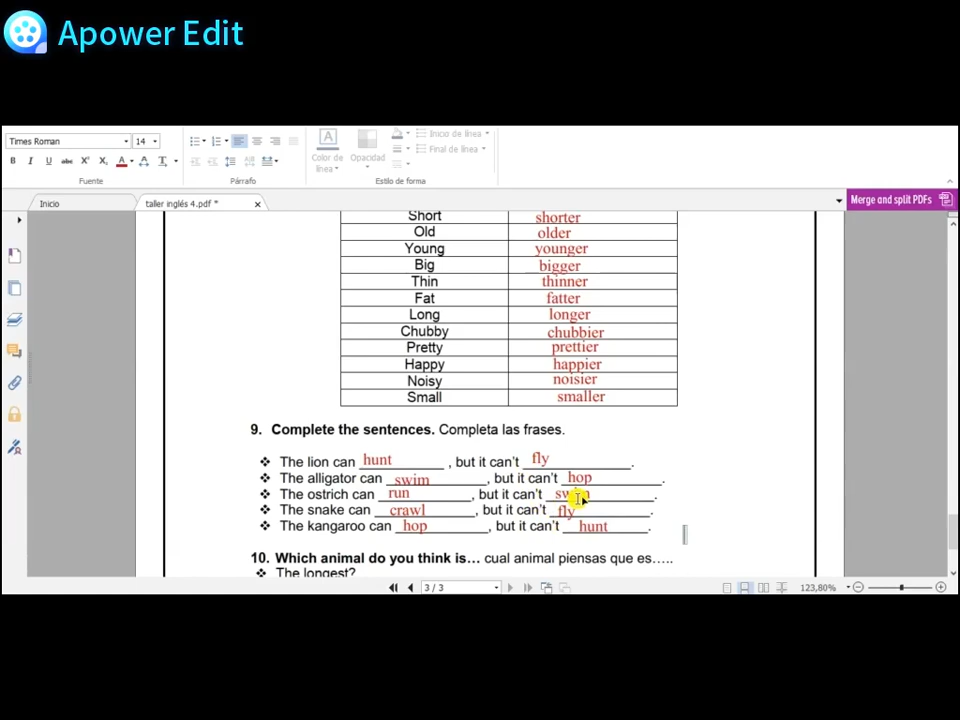 Apower Edit
Times Roman 14
Inicio de línea
Final de línea
Color de línea
Opacidad
Fuente Párrafo Estilo de forma
Inicio taller inglés 4.pdf * Merge and split PDFs
Short shorter
Old older
Young younger
Big bigger
Thin thinner
Fat fatter
Long longer
Chubby chubbier
Pretty prettier
Happy happier
Noisy noisier
Small smaller
9. Complete the sentences. Completa las frases.
❖ The lion can hunt , but it can't fly.
❖ The alligator can swim, but it can't hop.
❖ The ostrich can run, but it can't swim.
❖ The snake can crawl, but it can't fly.
❖ The kangaroo can hop, but it can't hunt.
10. Which animal do you think is… cual animal piensas que es…..
❖ The longest?
3 / 3 123,80%